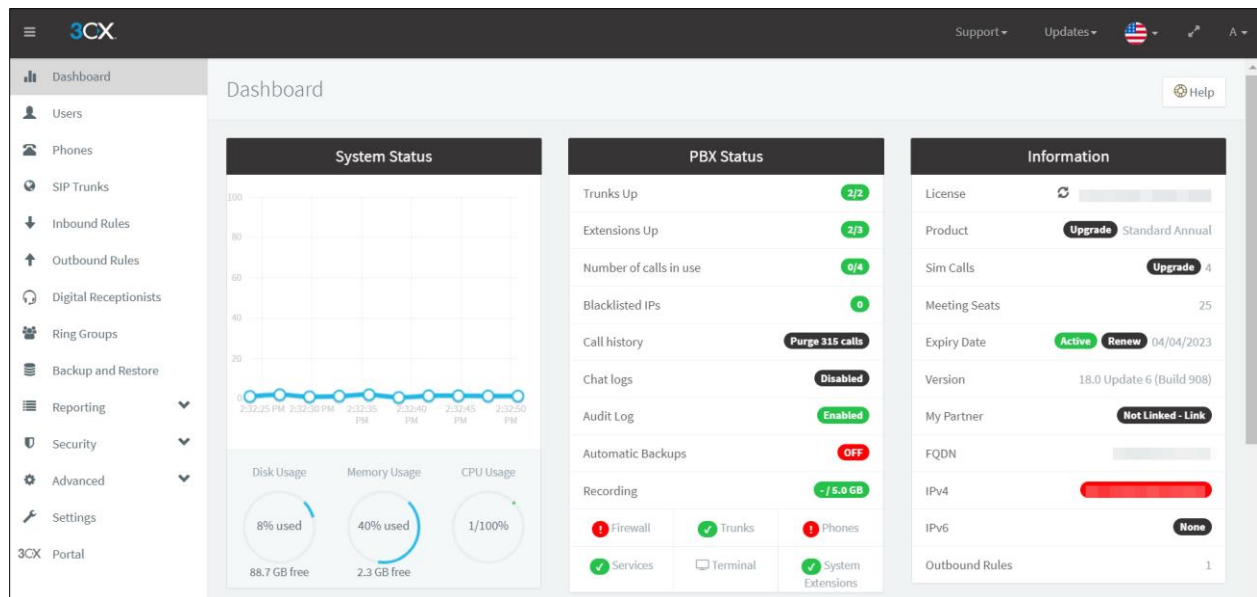 3CX
Support
Updates
A
Dashboard
Users
Phones
SIP Trunks
Inbound Rules
Outbound Rules
Digital Receptionists
Ring Groups
Backup and Restore
Reporting
Security
Advanced
Settings
3CX Portal
Dashboard
Help
System Status
100
80
60
40
20
0
2:32:25 PM 2:32:30 PM 2:32:35 PM 2:32:40 PM 2:32:45 PM 2:32:50 PM
Disk Usage Memory Usage CPU Usage
8% used 40% used 1/100%
88.7 GB free 2.3 GB free
PBX Status
Trunks Up 2/2
Extensions Up 2/3
Number of calls in use 0/4
Blacklisted IPs 0
Call history Purge 315 calls
Chat logs Disabled
Audit Log Enabled
Automatic Backups OFF
Recording - / 5.0 GB
Firewall Trunks Phones
Services Terminal System Extensions
Information
License
Product Upgrade Standard Annual
Sim Calls Upgrade 4
Meeting Seats 25
Expiry Date Active Renew 04/04/2023
Version 18.0 Update 6 (Build 908)
My Partner Not Linked - Link
FQDN
IPv4
IPv6 None
Outbound Rules 1